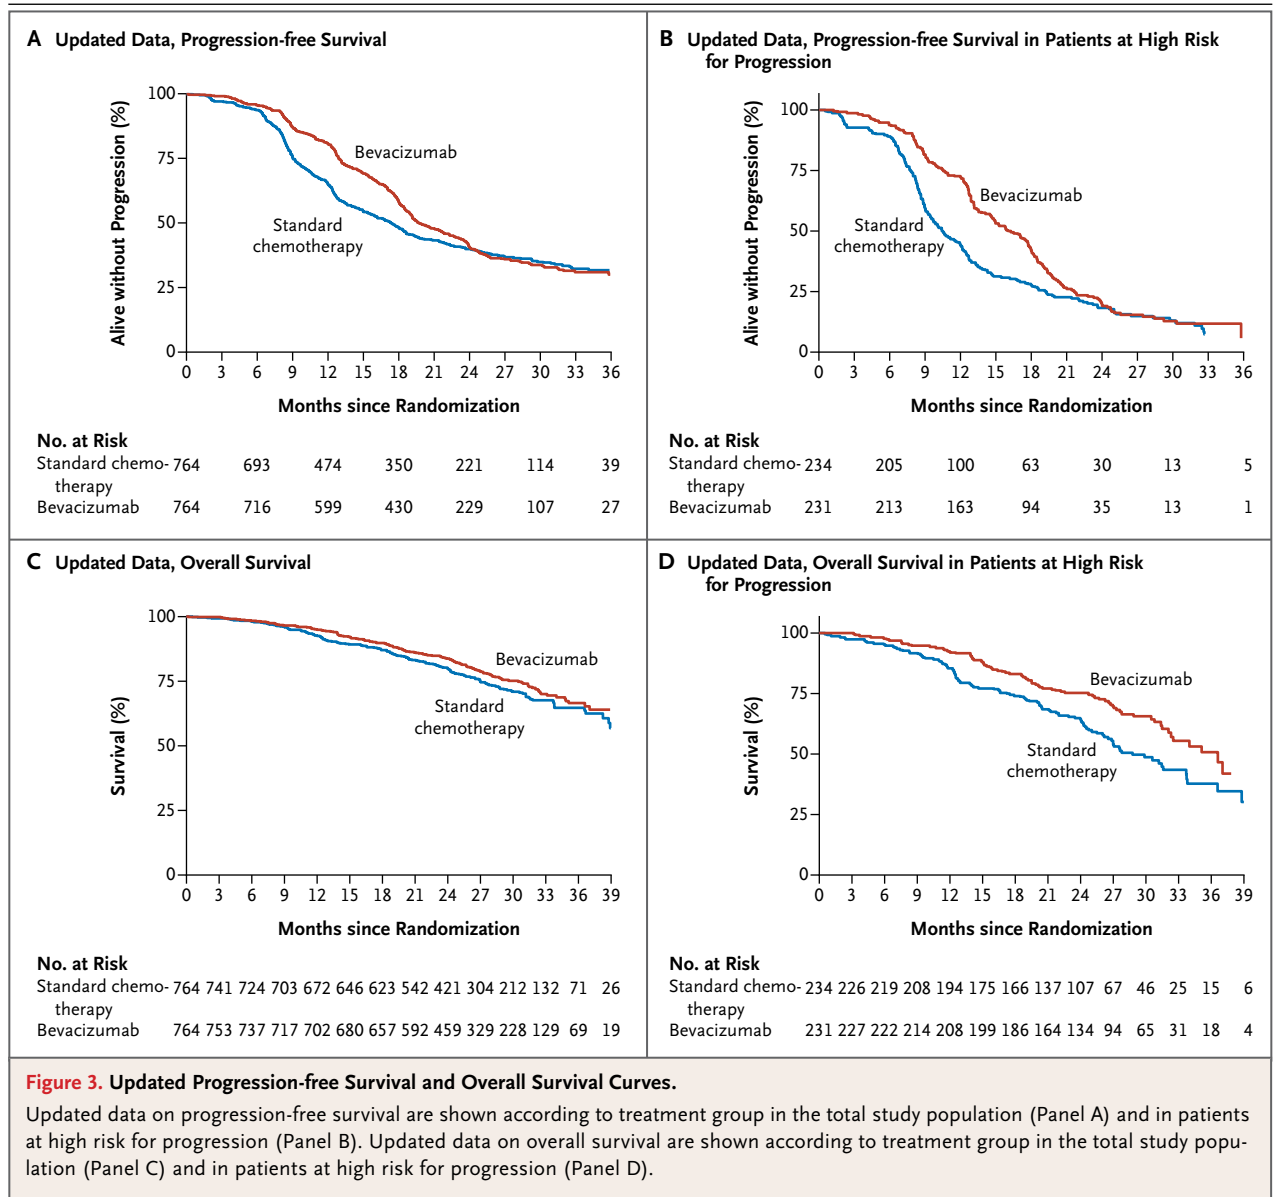 A Updated Data, Progression-free Survival
Alive without Progression (%)
100
75
50
25
0
Bevacizumab
Standard
chemotherapy
0 3 6 9 12 15 18 21 24 27 30 33 36
Months since Randomization
No. at Risk
Standard chemo- 764 693 474 350 221 114 39
therapy
Bevacizumab 764 716 599 430 229 107 27
B Updated Data, Progression-free Survival in Patients at High Risk
for Progression
Alive without Progression (%)
100
75
50
25
0
Bevacizumab
Standard
chemotherapy
0 3 6 9 12 15 18 21 24 27 30 33 36
Months since Randomization
No. at Risk
Standard chemo- 234 205 100 63 30 13 5
therapy
Bevacizumab 231 213 163 94 35 13 1
C Updated Data, Overall Survival
Survival (%)
100
75
50
25
0
Bevacizumab
Standard
chemotherapy
0 3 6 9 12 15 18 21 24 27 30 33 36 39
Months since Randomization
No. at Risk
Standard chemo- 764 741 724 703 672 646 623 542 421 304 212 132 71 26
therapy
Bevacizumab 764 753 737 717 702 680 657 592 459 329 228 129 69 19
D Updated Data, Overall Survival in Patients at High Risk
for Progression
Survival (%)
100
75
50
25
0
Bevacizumab
Standard
chemotherapy
0 3 6 9 12 15 18 21 24 27 30 33 36 39
Months since Randomization
No. at Risk
Standard chemo- 234 226 219 208 194 175 166 137 107 67 46 25 15 6
therapy
Bevacizumab 231 227 222 214 208 199 186 164 134 94 65 31 18 4
Figure 3. Updated Progression-free Survival and Overall Survival Curves.
Updated data on progression-free survival are shown according to treatment group in the total study population (Panel A) and in patients
at high risk for progression (Panel B). Updated data on overall survival are shown according to treatment group in the total study popu-
lation (Panel C) and in patients at high risk for progression (Panel D).